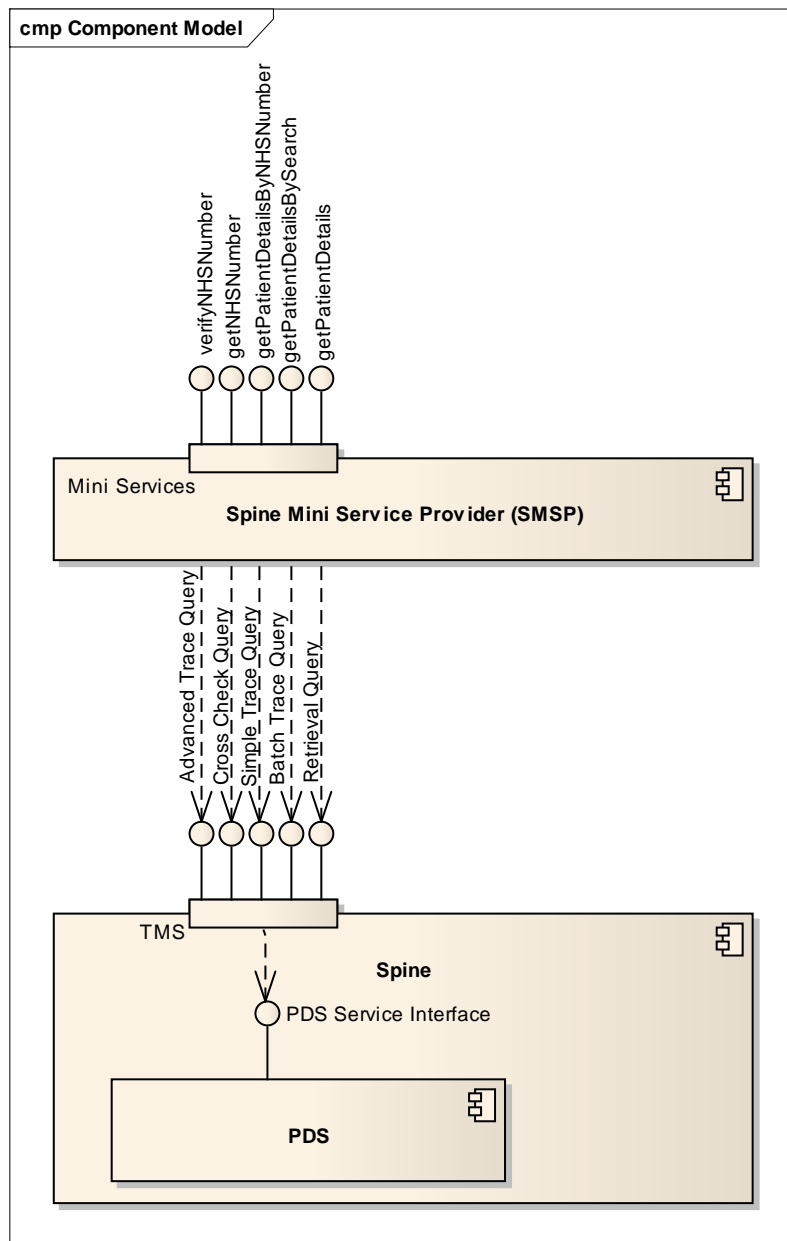 cmp Component Model
verifyNHSNumber
getNHSNumber
getPatientDetailsByNHSNumber
getPatientDetailsBySearch
getPatientDetails
Mini Services
Spine Mini Service Provider (SMSP)
Advanced Trace Query
Cross Check Query
Simple Trace Query
Batch Trace Query
Retrieval Query
TMS
Spine
PDS Service Interface
PDS